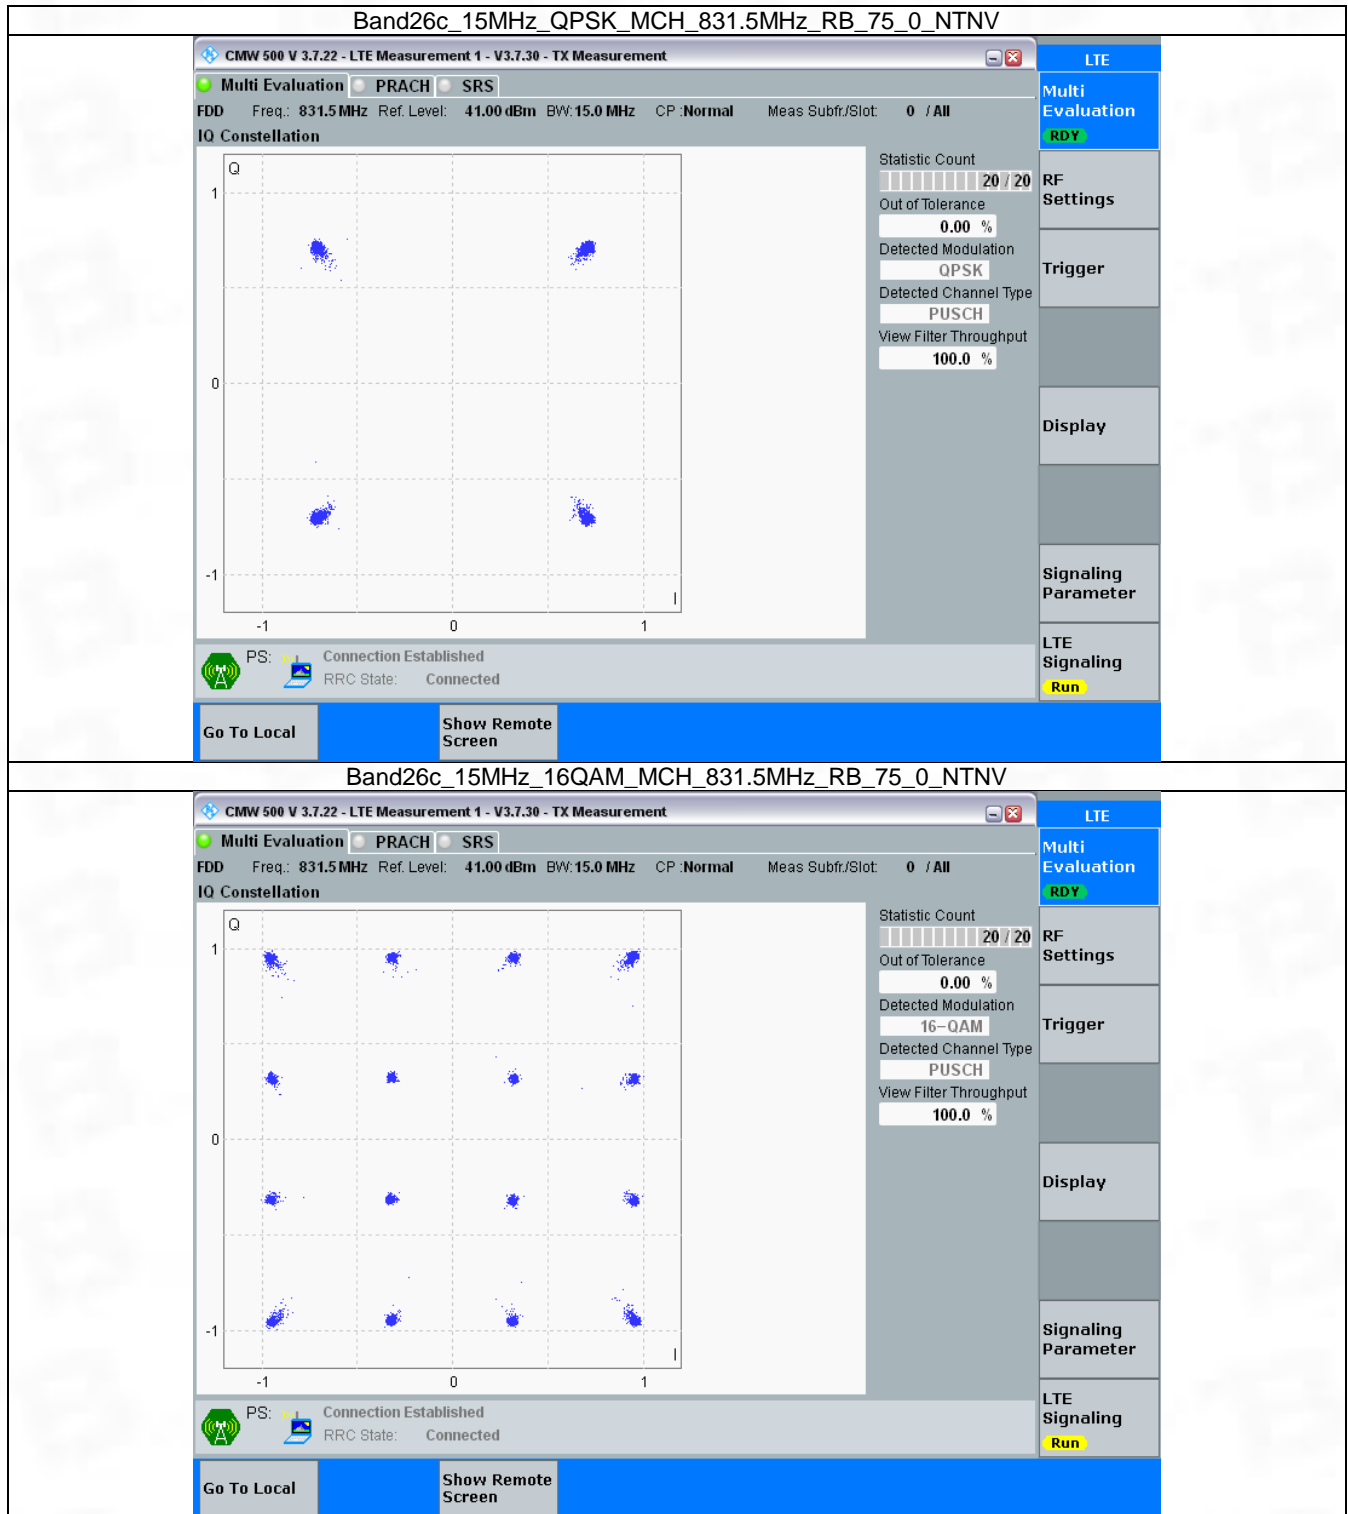 Band26c_15MHz_QPSK_MCH_831.5MHz_RB_75_0_NTNV
CMW 500 V 3.7.22 - LTE Measurement 1 - V3.7.30 - TX Measurement
LTE
Multi Evaluation PRACH SRS
Multi
Evaluation
RDY
FDD Freq.: 831.5 MHz Ref. Level: 41.00 dBm BW: 15.0 MHz CP :Normal Meas Subfr./Slot: 0 / All
IQ Constellation
Q
1
0
-1
I
-1 0 1
Statistic Count
20 / 20
Out of Tolerance
0.00 %
Detected Modulation
QPSK
Detected Channel Type
PUSCH
View Filter Throughput
100.0 %
RF
Settings
Trigger
Display
Signaling
Parameter
LTE
Signaling
Run
PS: Connection Established
RRC State: Connected
Go To Local
Show Remote
Screen
Band26c_15MHz_16QAM_MCH_831.5MHz_RB_75_0_NTNV
CMW 500 V 3.7.22 - LTE Measurement 1 - V3.7.30 - TX Measurement
LTE
Multi Evaluation PRACH SRS
Multi
Evaluation
RDY
FDD Freq.: 831.5 MHz Ref. Level: 41.00 dBm BW: 15.0 MHz CP :Normal Meas Subfr./Slot: 0 / All
IQ Constellation
Q
1
0
-1
I
-1 0 1
Statistic Count
20 / 20
Out of Tolerance
0.00 %
Detected Modulation
16-QAM
Detected Channel Type
PUSCH
View Filter Throughput
100.0 %
RF
Settings
Trigger
Display
Signaling
Parameter
LTE
Signaling
Run
PS: Connection Established
RRC State: Connected
Go To Local
Show Remote
Screen